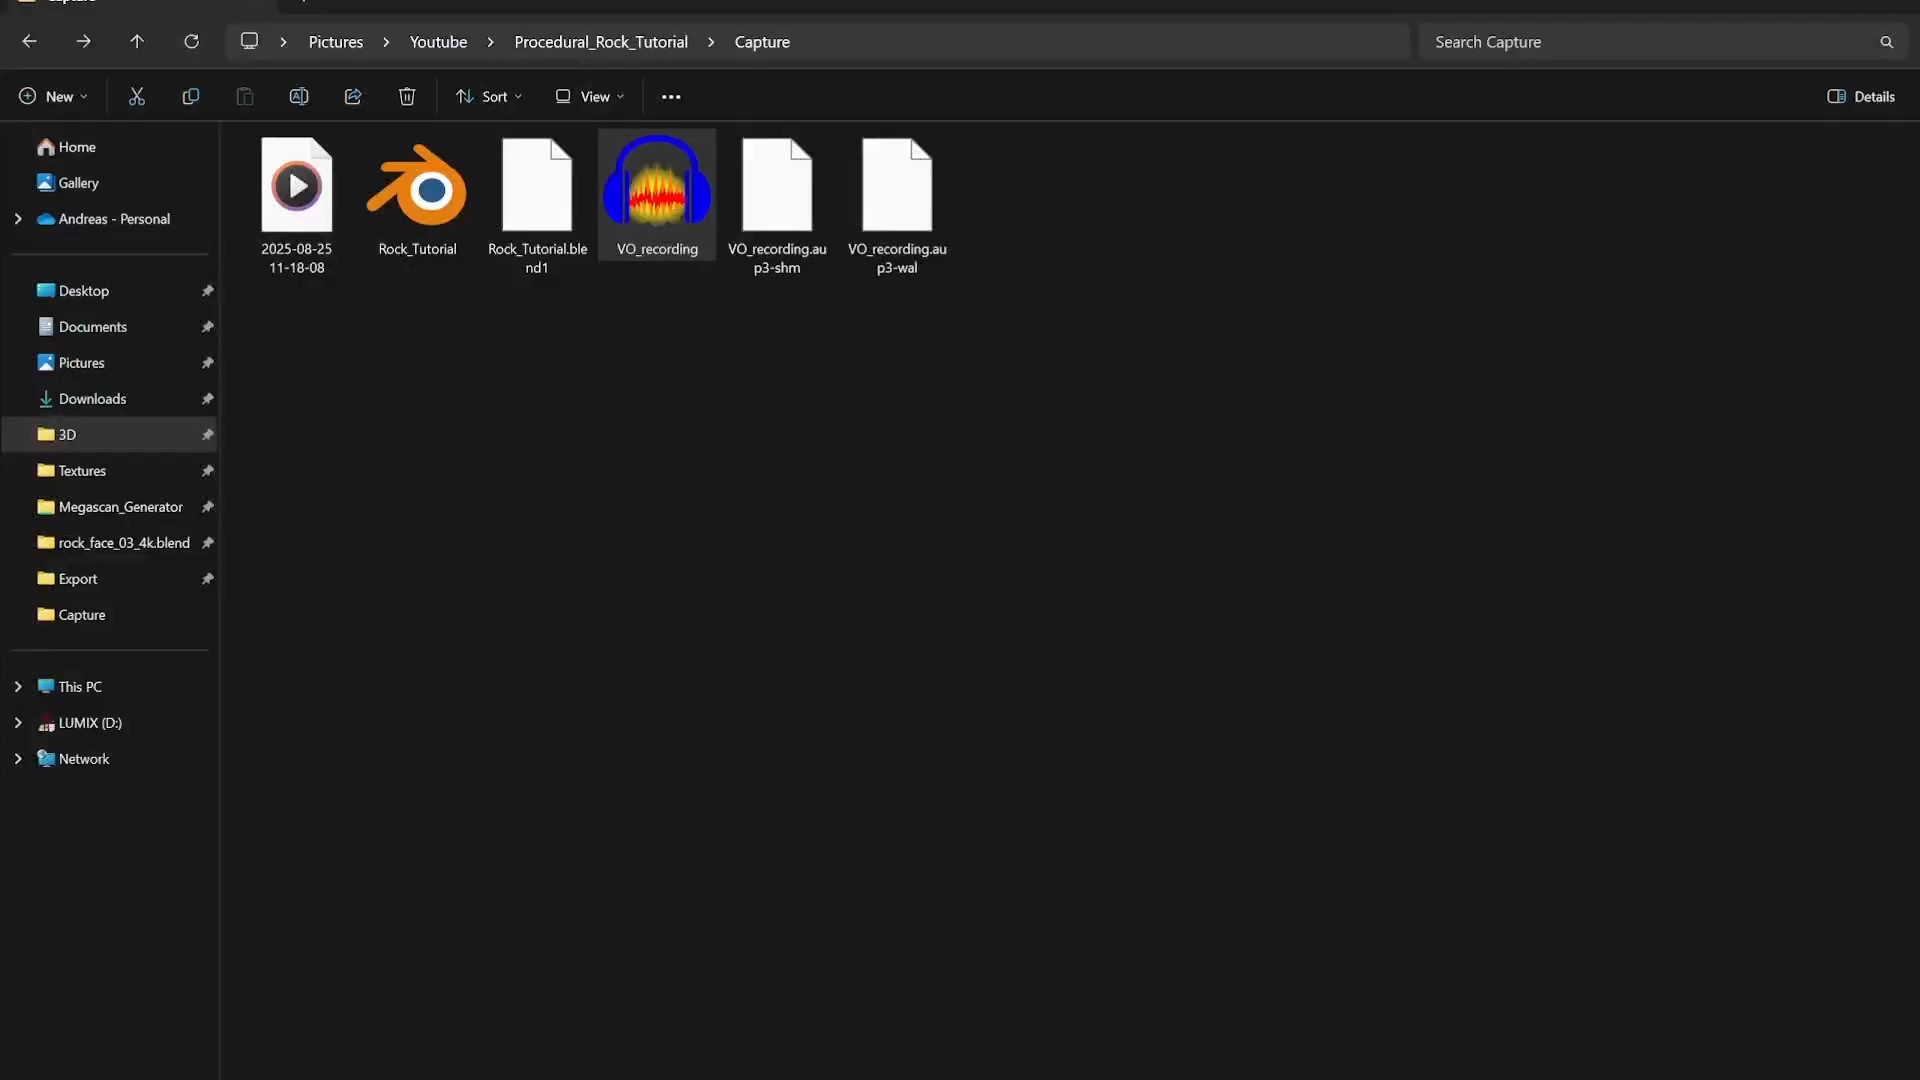 Pictures
Youtube
Procedural_Rock_Tutorial
Capture
Search Capture
New
Sort
View
Details
Home
Gallery
Andreas - Personal
Desktop
Documents
Pictures
Downloads
3D
Textures
Megascan_Generator
rock_face_03_4k.blend
Export
Capture
This PC
LUMIX (D:)
Network
2025-08-25
11-18-08
Rock_Tutorial
Rock_Tutorial.ble
nd1
VO_recording
VO_recording.au
p3-shm
VO_recording.au
p3-wal